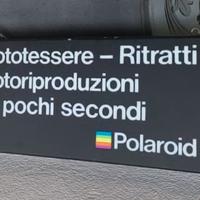 ototessere – Ritratti
otoriproduzioni
pochi secondi
Polaroid